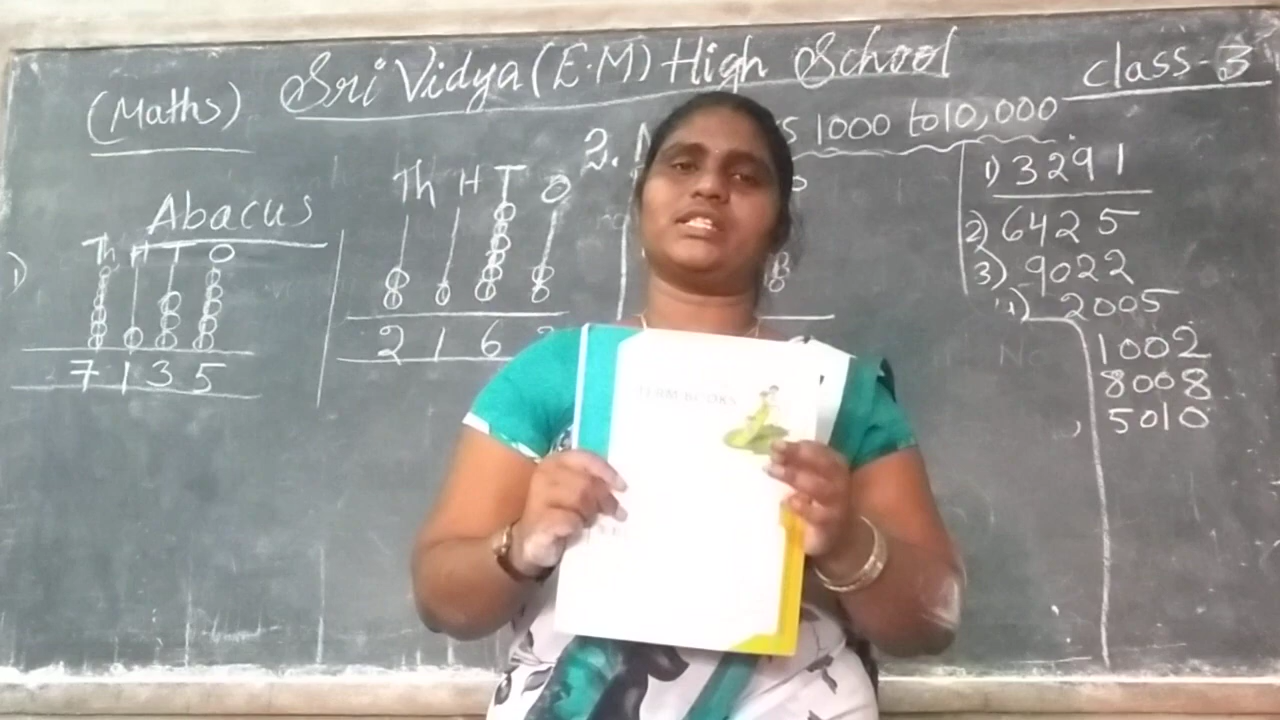 Sri Vidya (E.M) High School
class-3
(Maths)
2. 1000 to 10,000
Abacus
1)
Th H T O
7 1 3 5
Th H T O
2 1 6
1) 3291
2) 6425
3) 9022
4) 2005
1002
8008
5010
TERM BOOKS